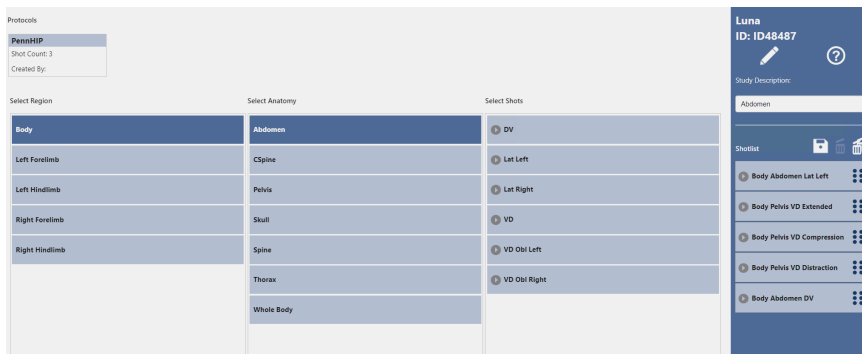 Protocols
PennHIP
Shot Count: 3
Created By:
Select Region
Body
Left Forelimb
Left Hindlimb
Right Forelimb
Right Hindlimb
Select Anatomy
Abdomen
CSpine
Pelvis
Skull
Spine
Thorax
Whole Body
Select Shots
DV
Lat Left
Lat Right
VD
VD Obl Left
VD Obl Right
Luna
ID: ID48487
?
Study Description:
Abdomen
Shotlist
Body Abdomen Lat Left
Body Pelvis VD Extended
Body Pelvis VD Compression
Body Pelvis VD Distraction
Body Abdomen DV